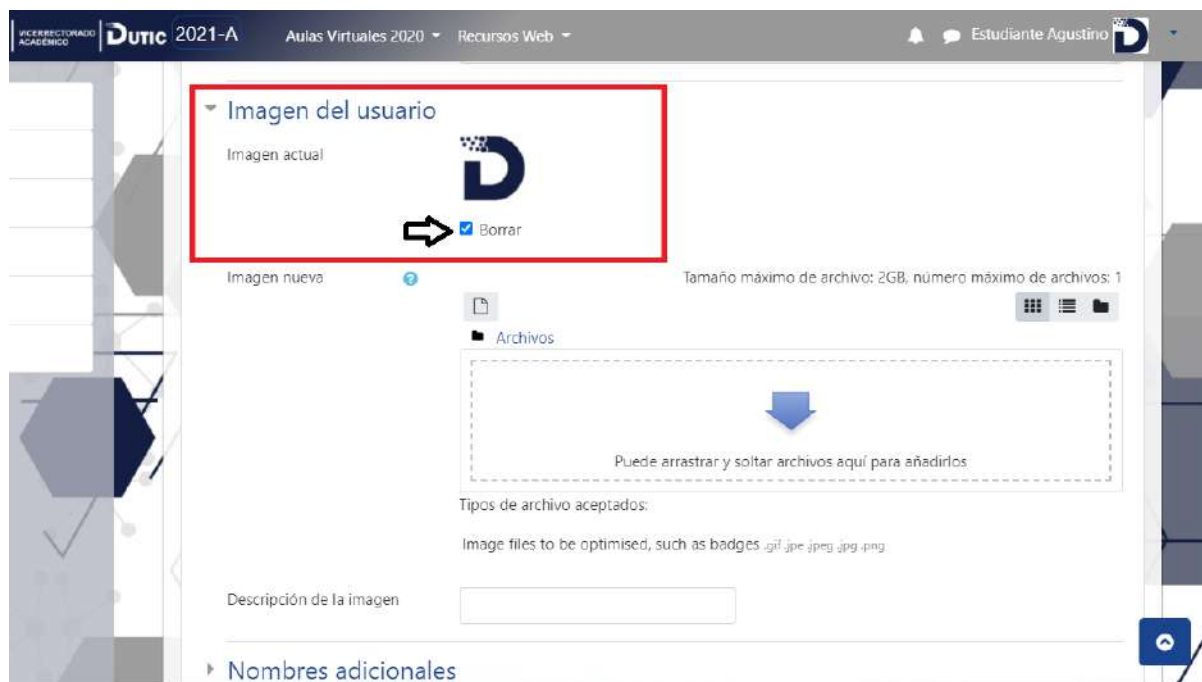 VICERRECTORADO
ACADÉMICO
DUTIC 2021-A Aulas Virtuales 2020 Recursos Web Estudiante Agustino
Imagen del usuario
Imagen actual
Borrar
Imagen nueva Tamaño máximo de archivo: 2GB, número máximo de archivos: 1
Archivos
Puede arrastrar y soltar archivos aquí para añadirlos
Tipos de archivo aceptados:
Image files to be optimised, such as badges .gif .jpe .jpeg .jpg .png
Descripción de la imagen
Nombres adicionales